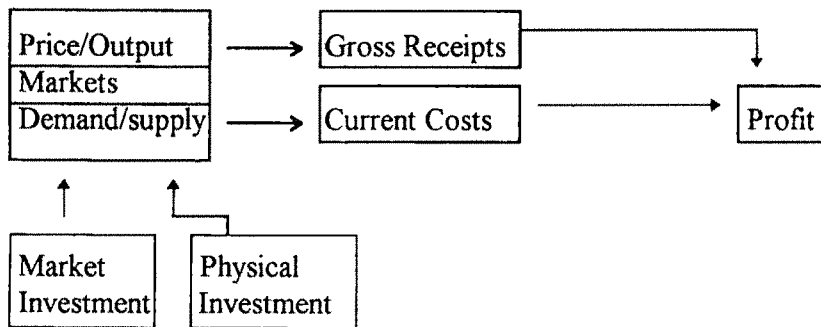 Price/Output
Markets
Demand/supply
Gross Receipts
Current Costs
Profit
Market
Investment
Physical
Investment